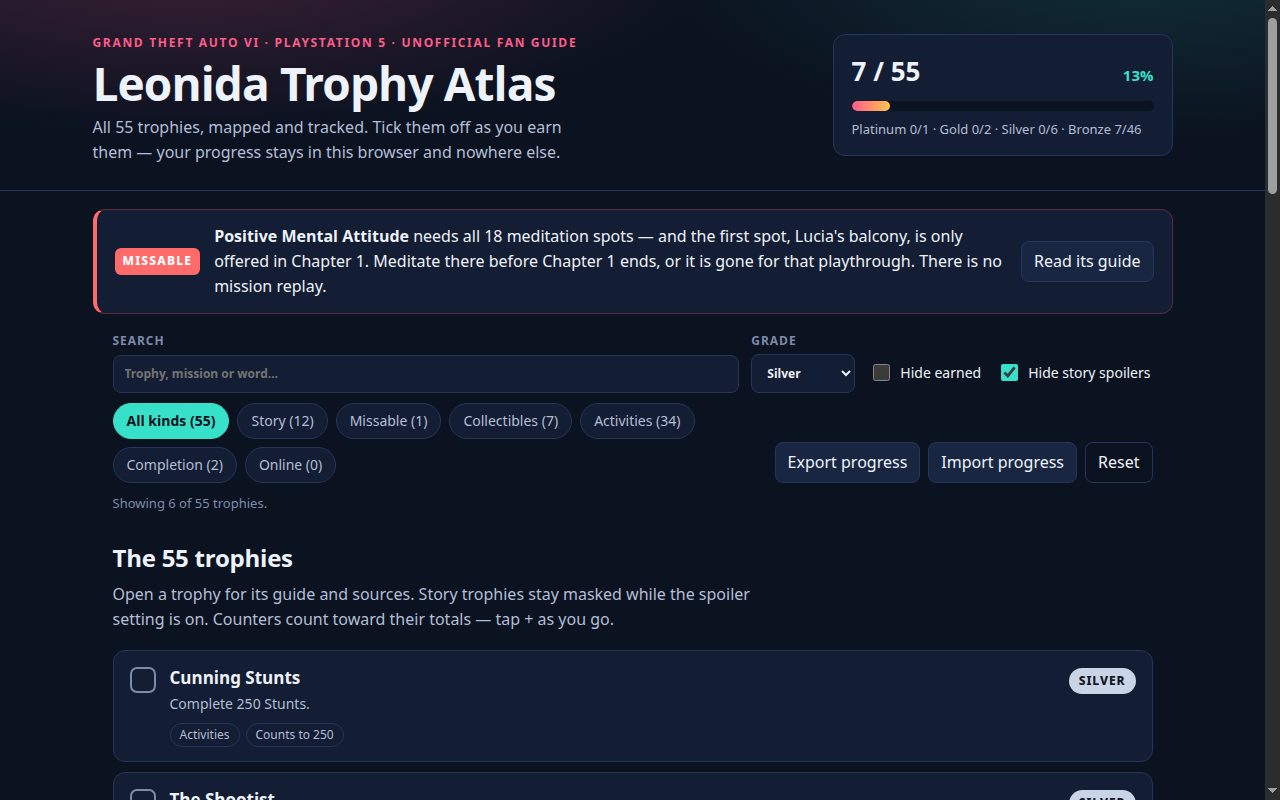 GRAND THEFT AUTO VI · PLAYSTATION 5 · UNOFFICIAL FAN GUIDE
Leonida Trophy Atlas
All 55 trophies, mapped and tracked. Tick them off as you earn
them — your progress stays in this browser and nowhere else.
7 / 55
13%
Platinum 0/1 · Gold 0/2 · Silver 0/6 · Bronze 7/46
MISSABLE
Positive Mental Attitude needs all 18 meditation spots — and the first spot, Lucia's balcony, is only
offered in Chapter 1. Meditate there before Chapter 1 ends, or it is gone for that playthrough. There is no
mission replay.
Read its guide
SEARCH
GRADE
Trophy, mission or word...
Silver
Hide earned
Hide story spoilers
All kinds (55)
Story (12)
Missable (1)
Collectibles (7)
Activities (34)
Completion (2)
Online (0)
Export progress
Import progress
Reset
Showing 6 of 55 trophies.
The 55 trophies
Open a trophy for its guide and sources. Story trophies stay masked while the spoiler
setting is on. Counters count toward their totals — tap + as you go.
Cunning Stunts
SILVER
Complete 250 Stunts.
Activities
Counts to 250
The Shootist
SILVER